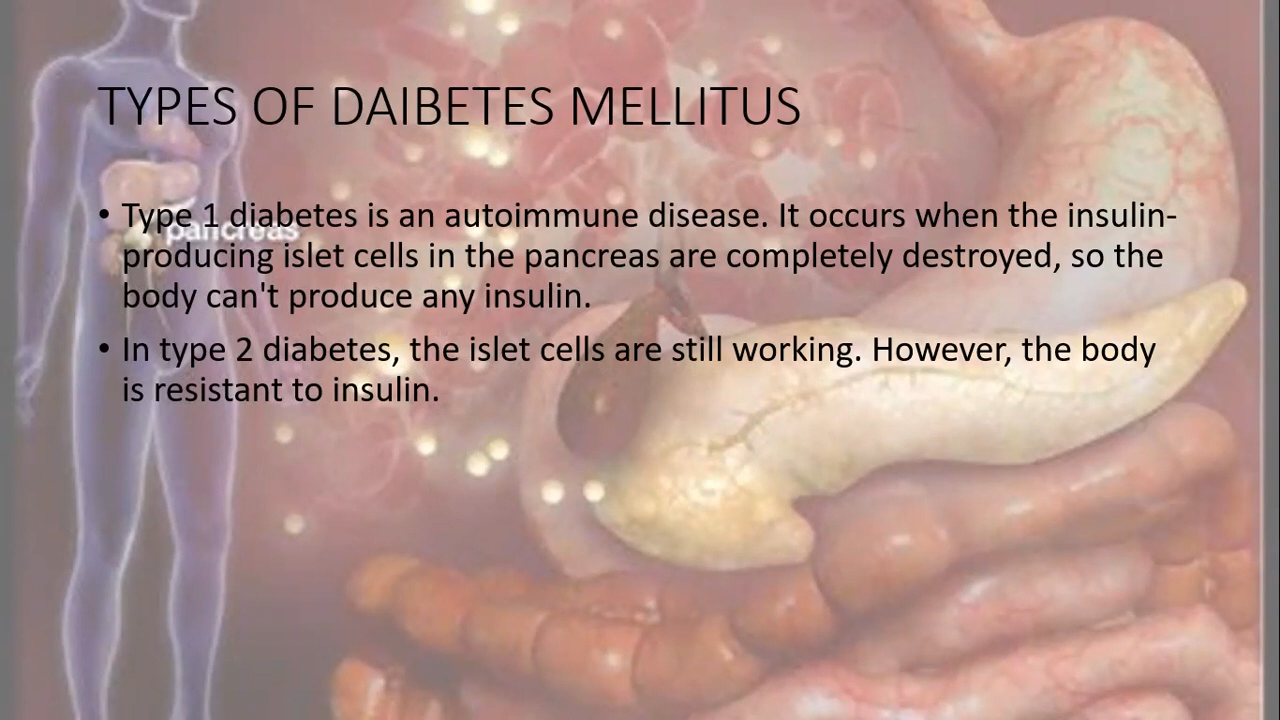 TYPES OF DAIBETES MELLITUS
• Type 1 diabetes is an autoimmune disease. It occurs when the insulin-
pancreas
producing islet cells in the pancreas are completely destroyed, so the
body can't produce any insulin.
• In type 2 diabetes, the islet cells are still working. However, the body
is resistant to insulin.